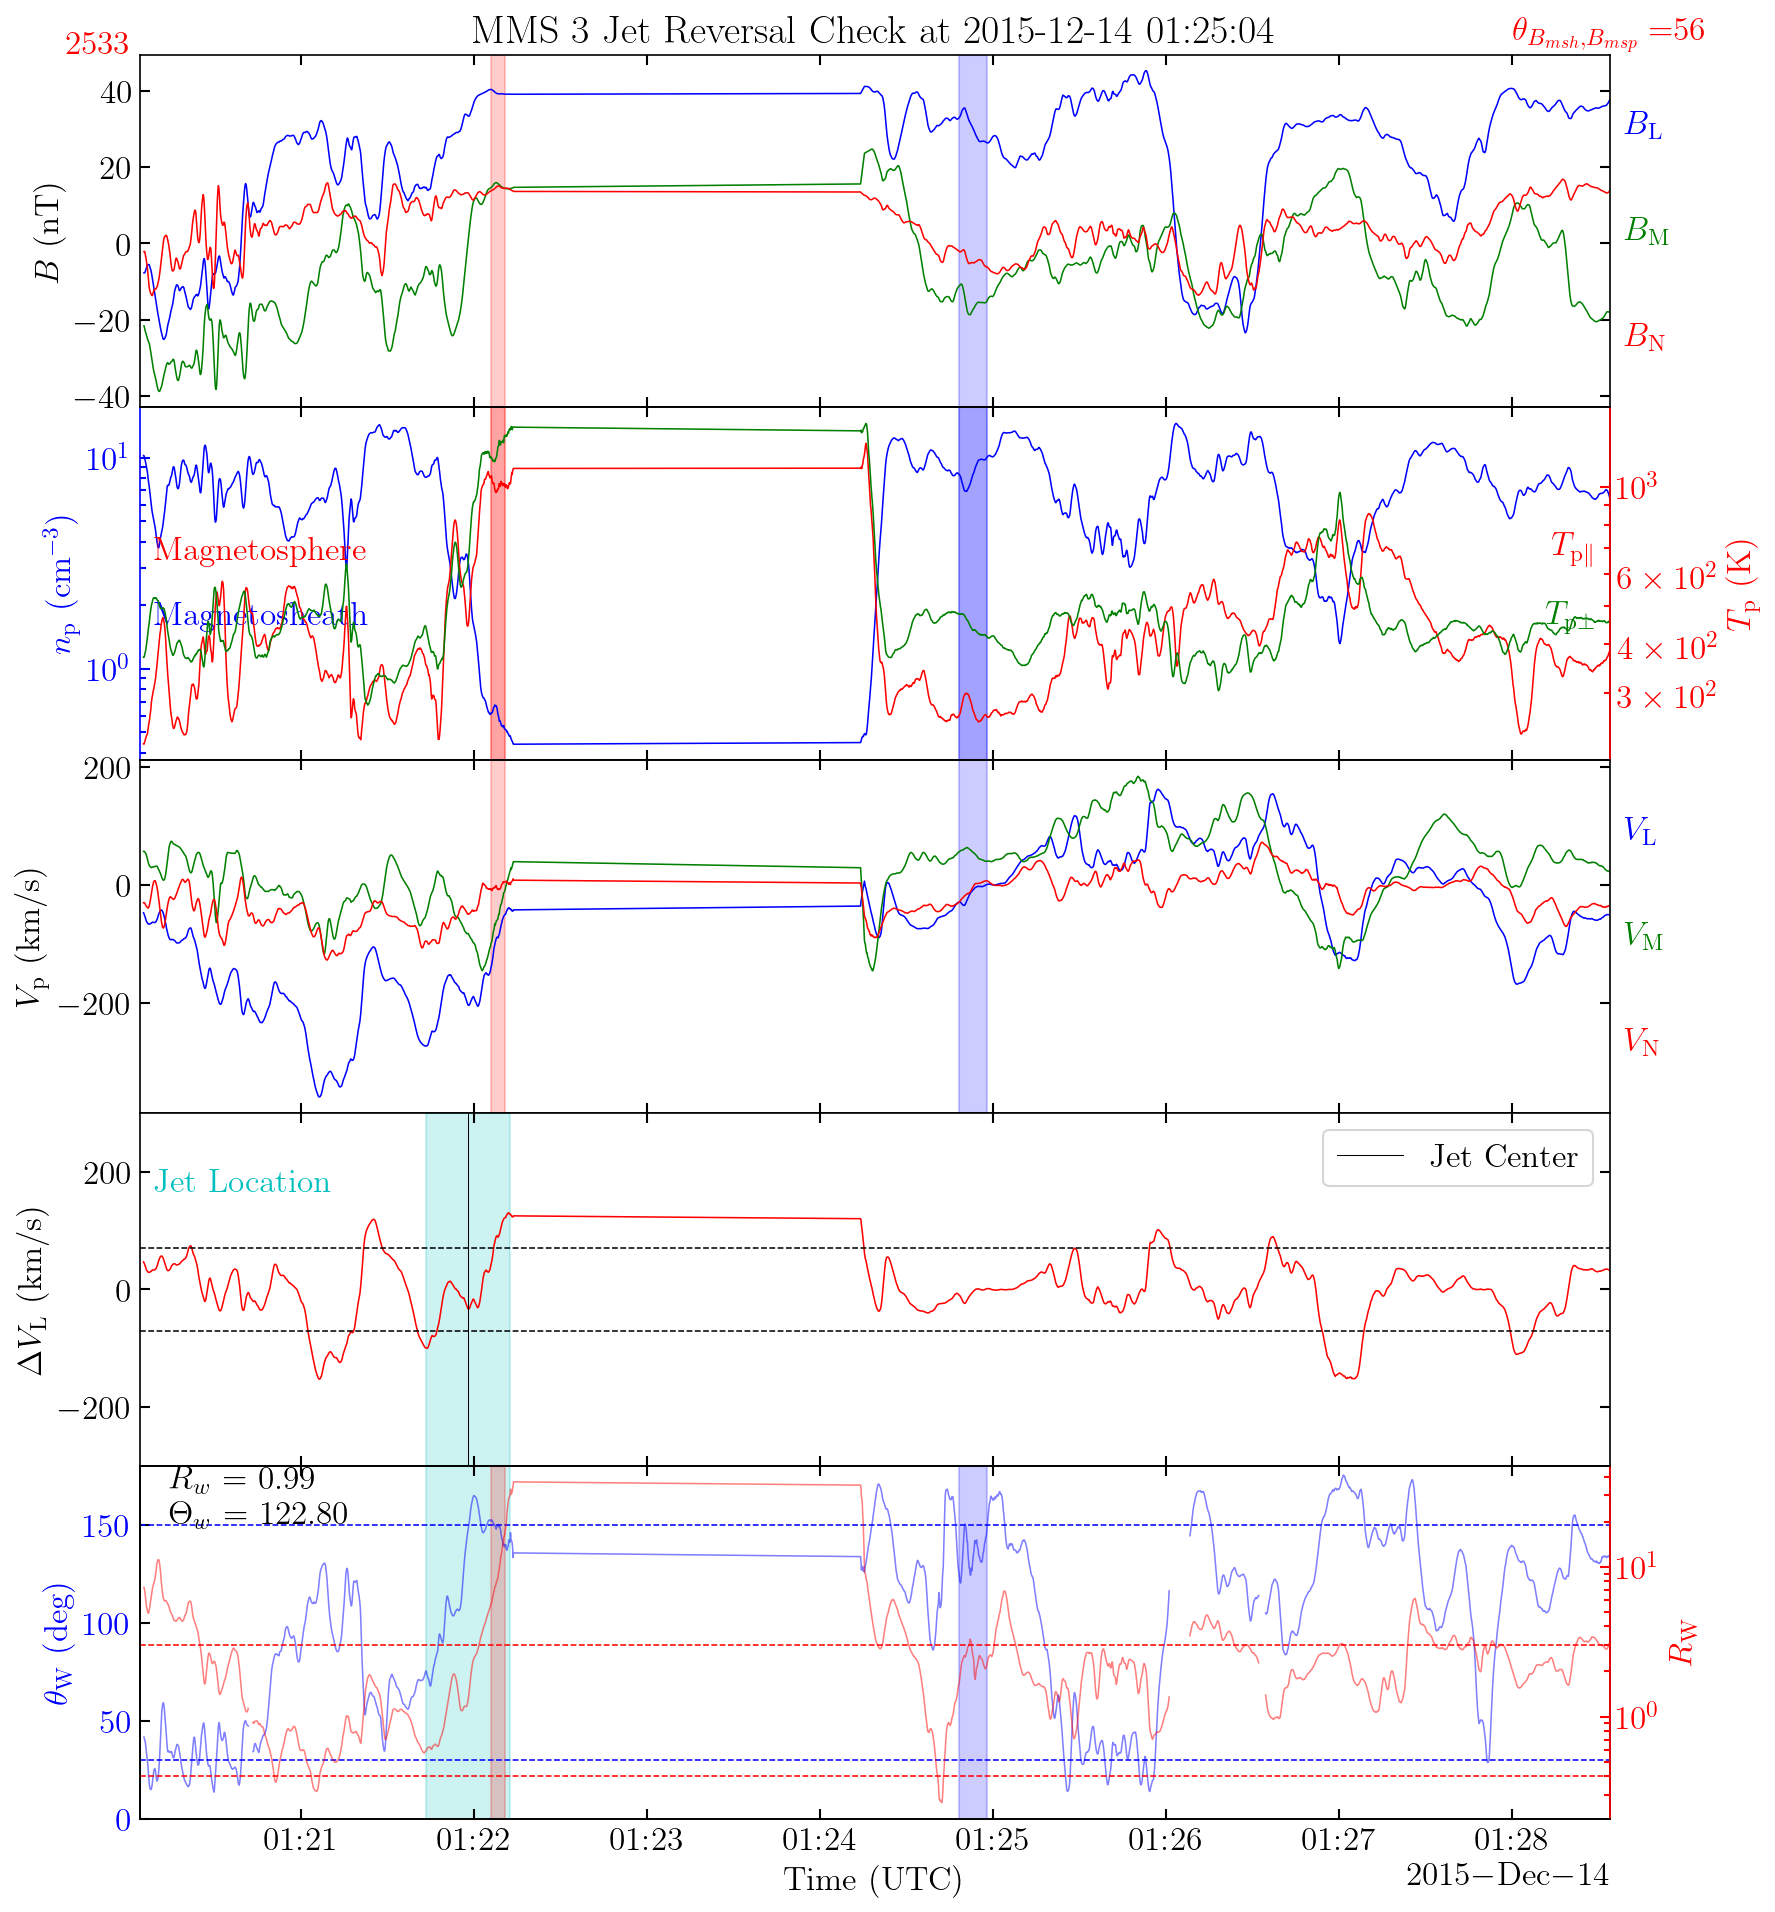 MMS 3 Jet Reversal Check at 2015-12-14 01:25:04
2533
θ_{B_{msh},B_{msp}} =56
40
20
0
−20
−40
B (nT)
B_L
B_M
B_N
10^1
10^0
n_p (cm^{−3})
Magnetosphere
Magnetosheath
T_{p∥}
T_{p⊥}
10^3
6 × 10^2
4 × 10^2
3 × 10^2
T_p (K)
200
0
−200
V_p (km/s)
V_L
V_M
V_N
200
0
−200
ΔV_L (km/s)
Jet Location
Jet Center
R_w = 0.99
Θ_w = 122.80
150
100
50
0
θ_W (deg)
10^1
10^0
R_W
01:21 01:22 01:23 01:24 01:25 01:26 01:27 01:28
2015−Dec−14
Time (UTC)